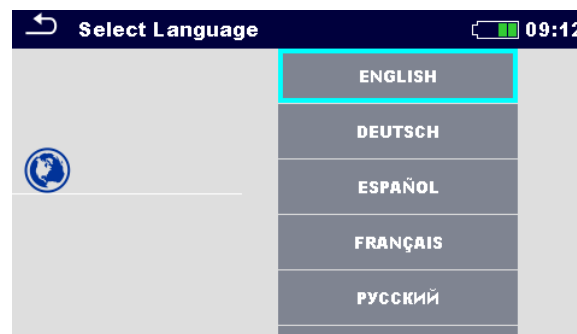 Select Language
09:12
ENGLISH
DEUTSCH
ESPAÑOL
FRANÇAIS
РУССКИЙ